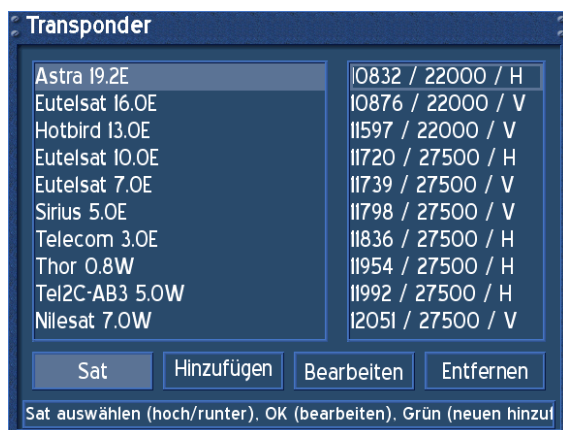 Transponder
Astra 19.2E
Eutelsat 16.0E
Hotbird 13.0E
Eutelsat 10.0E
Eutelsat 7.0E
Sirius 5.0E
Telecom 3.0E
Thor 0.8W
Tel2C-AB3 5.0W
Nilesat 7.0W
10832 / 22000 / H
10876 / 22000 / V
11597 / 22000 / V
11720 / 27500 / H
11739 / 27500 / V
11798 / 27500 / V
11836 / 27500 / H
11954 / 27500 / H
11992 / 27500 / H
12051 / 27500 / V
Sat Hinzufügen Bearbeiten Entfernen
Sat auswählen (hoch/runter), OK (bearbeiten), Grün (neuen hinzuf